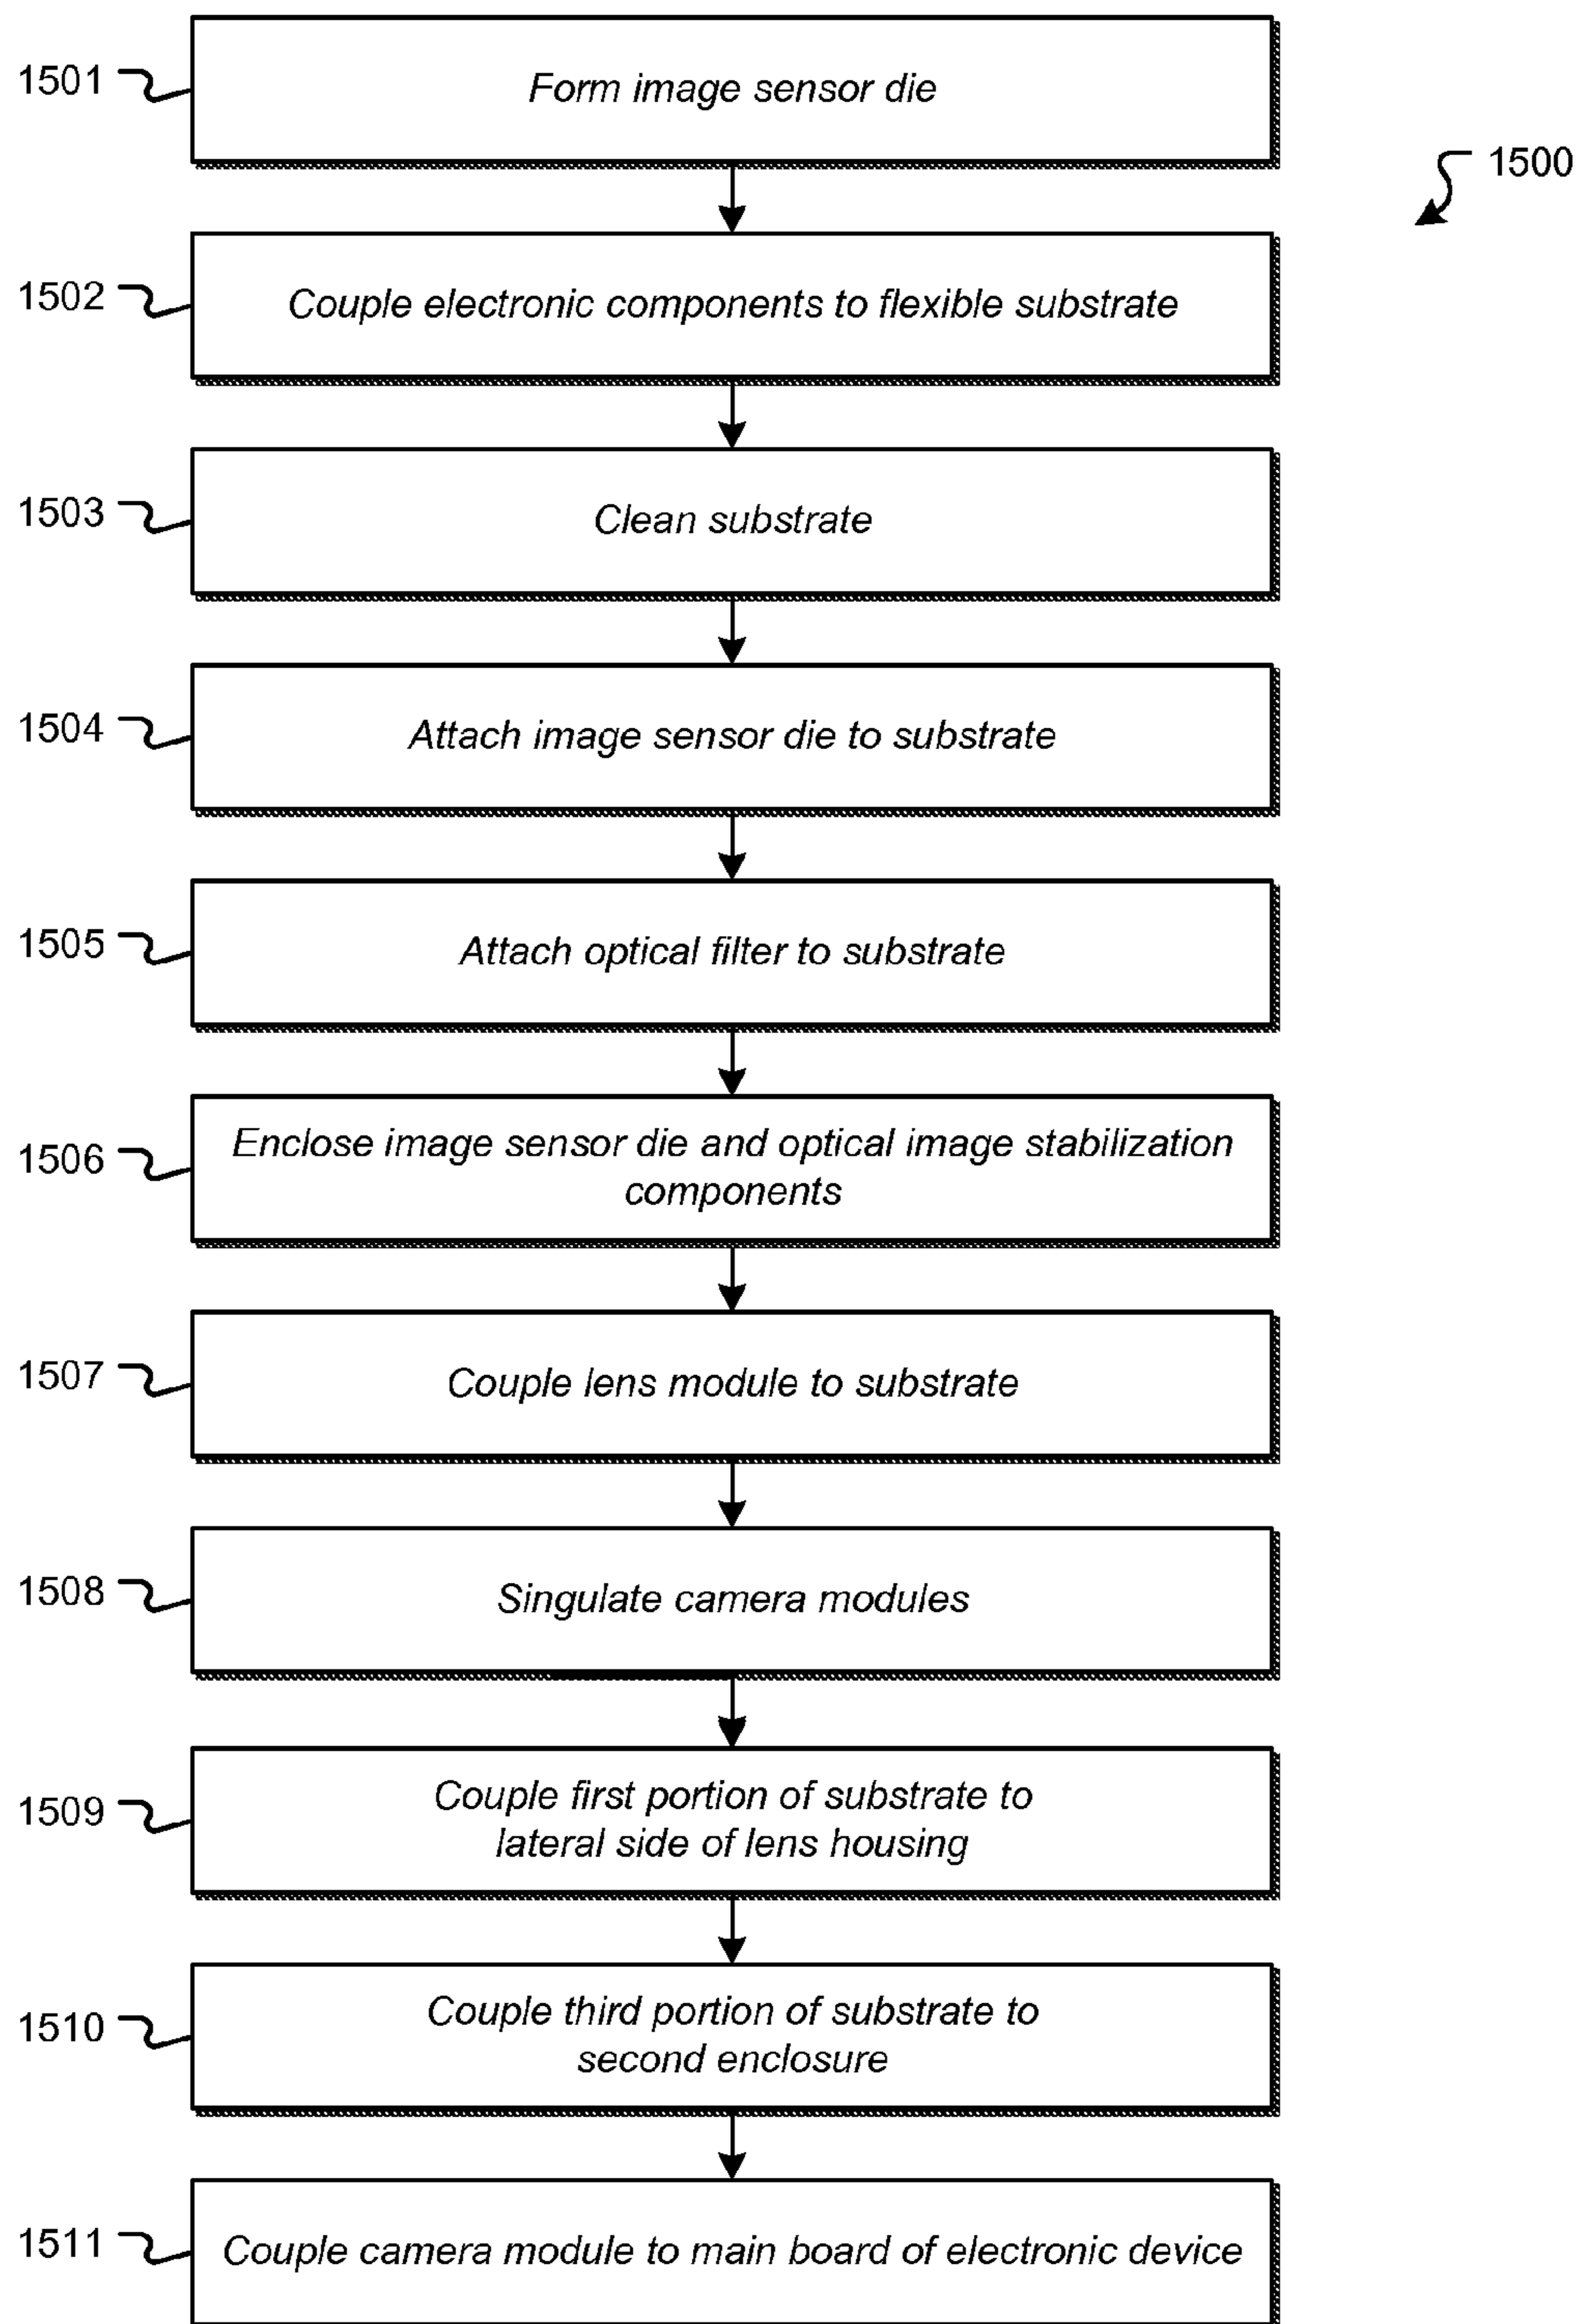 1501
Form image sensor die
1500
1502
Couple electronic components to flexible substrate
1503
Clean substrate
1504
Attach image sensor die to substrate
1505
Attach optical filter to substrate
1506
Enclose image sensor die and optical image stabilization
components
1507
Couple lens module to substrate
1508
Singulate camera modules
1509
Couple first portion of substrate to
lateral side of lens housing
1510
Couple third portion of substrate to
second enclosure
1511
Couple camera module to main board of electronic device